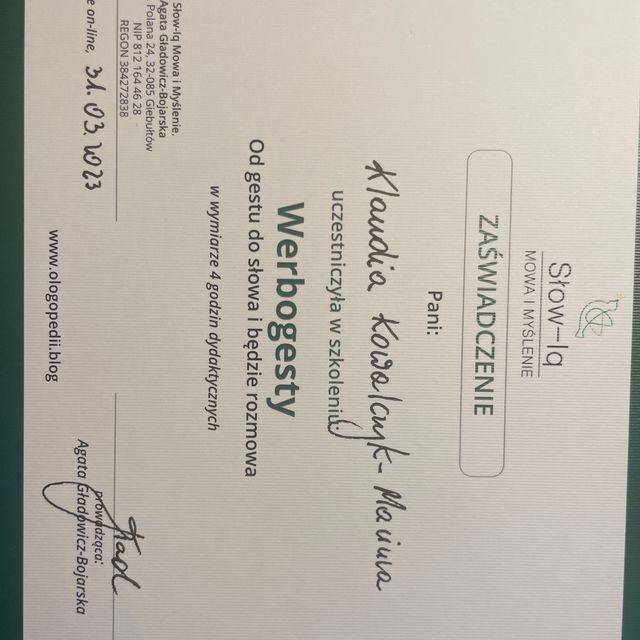 Słow-Iq
MOWA I MYŚLENIE
ZAŚWIADCZENIE
Pani:
Klaudia Kowalczyk-
uczestniczyła w szkoleniu:
Werbogesty
Od gestu do słowa i będzie rozmowa
w wymiarze 4 godzin dydaktycznych
Słow-Iq Mowa i Myślenie.
Agata Gładowicz-Bojarska
Polana 24, 32-085 Giebułtów
NIP 812 164 46 28
REGON 384272838
e on-line, 31.03.2023
www.ologopedii.blog
prowadząca:
Agata Gładowicz-Bojarska